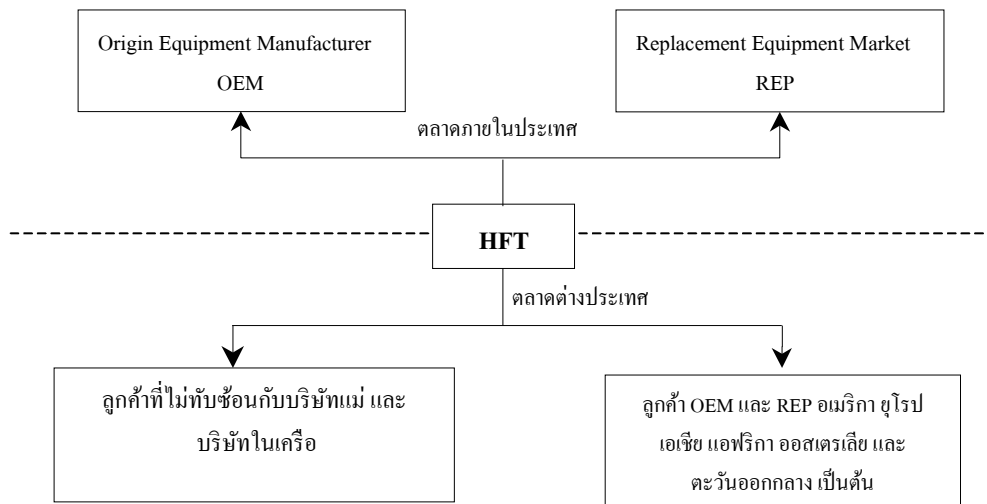 Origin Equipment Manufacturer
OEM
Replacement Equipment Market
REP
ตลาดภายในประเทศ
HFT
ตลาดต่างประเทศ
ลูกค้าที่ไม่ทับซ้อนกับบริษัทแม่ และ
บริษัทในเครือ
ลูกค้า OEM และ REP อเมริกา ยุโรป
เอเชีย แอฟริกา ออสเตรเลีย และ
ตะวันออกกลาง เป็นต้น